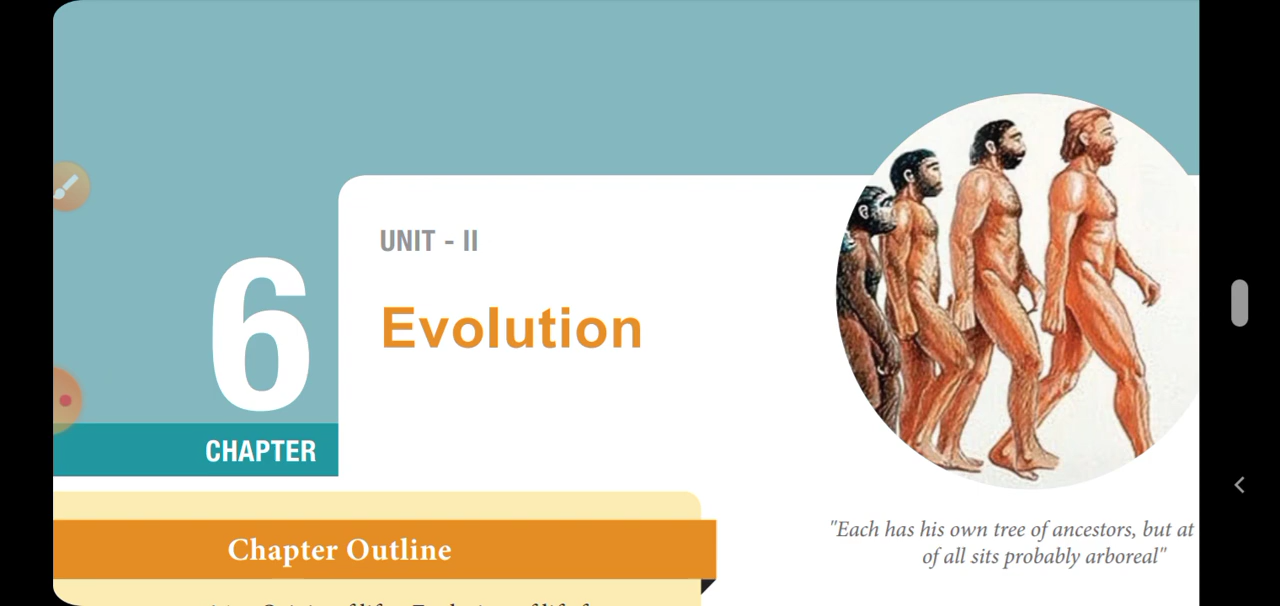 UNIT - II
Evolution
6
CHAPTER
Chapter Outline
"Each has his own tree of ancestors, but at
of all sits probably arboreal"